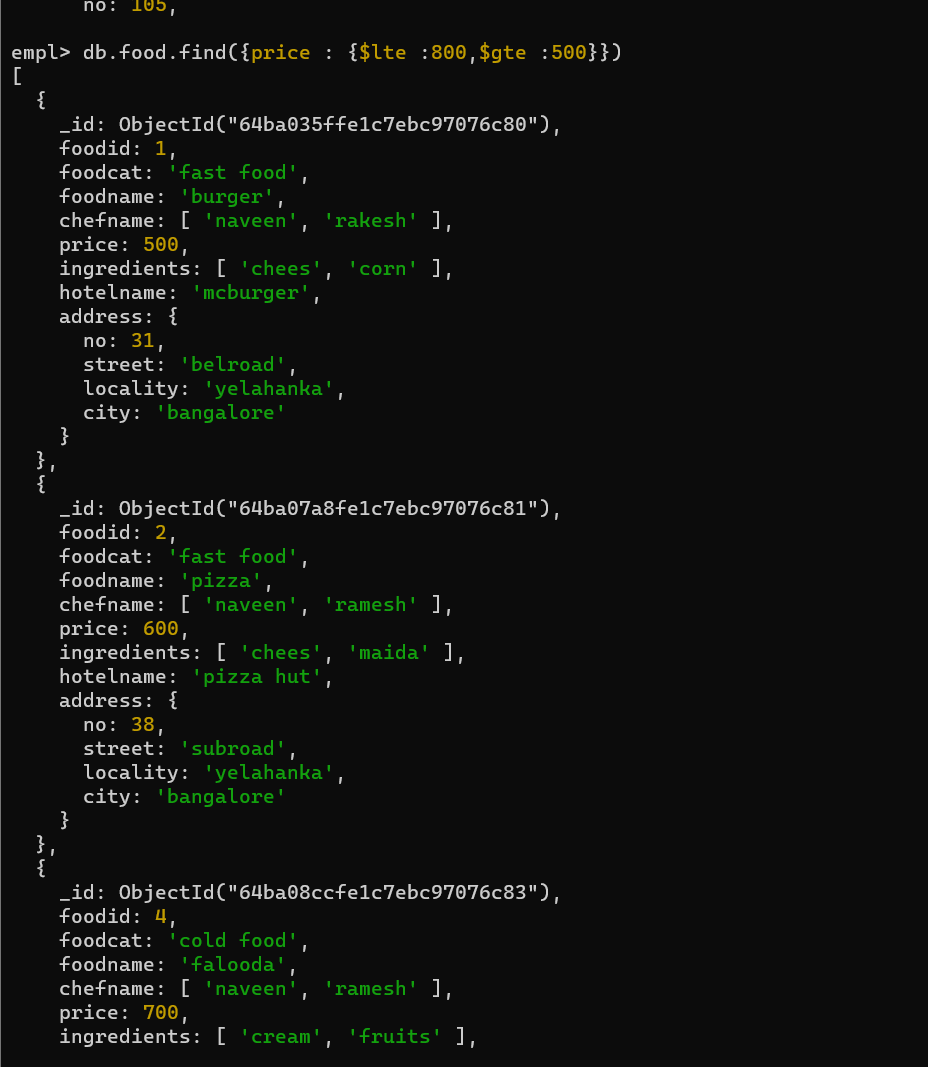 no: 105,
empl> db.food.find({price : {$lte :800,$gte :500}})
[
  {
    _id: ObjectId("64ba035ffe1c7ebc97076c80"),
    foodid: 1,
    foodcat: 'fast food',
    foodname: 'burger',
    chefname: [ 'naveen', 'rakesh' ],
    price: 500,
    ingredients: [ 'chees', 'corn' ],
    hotelname: 'mcburger',
    address: {
      no: 31,
      street: 'belroad',
      locality: 'yelahanka',
      city: 'bangalore'
    }
  },
  {
    _id: ObjectId("64ba07a8fe1c7ebc97076c81"),
    foodid: 2,
    foodcat: 'fast food',
    foodname: 'pizza',
    chefname: [ 'naveen', 'ramesh' ],
    price: 600,
    ingredients: [ 'chees', 'maida' ],
    hotelname: 'pizza hut',
    address: {
      no: 38,
      street: 'subroad',
      locality: 'yelahanka',
      city: 'bangalore'
    }
  },
  {
    _id: ObjectId("64ba08ccfe1c7ebc97076c83"),
    foodid: 4,
    foodcat: 'cold food',
    foodname: 'falooda',
    chefname: [ 'naveen', 'ramesh' ],
    price: 700,
    ingredients: [ 'cream', 'fruits' ],